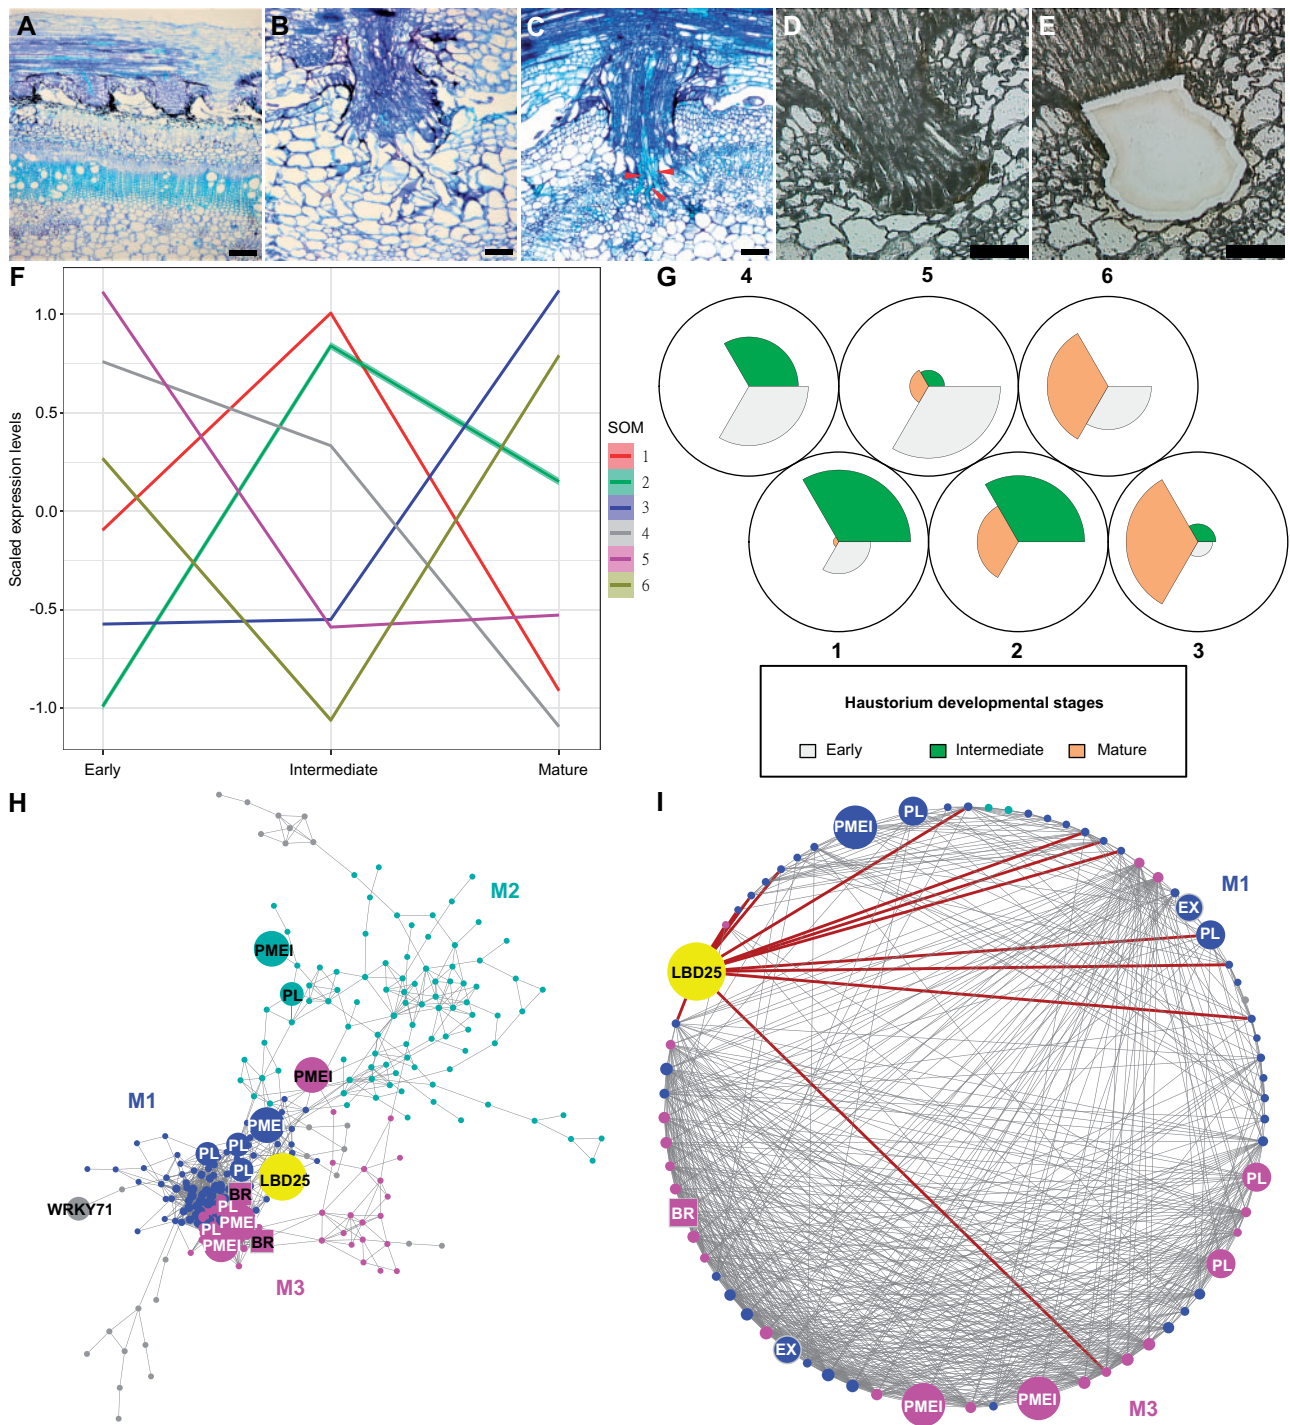 A
B
C
D
E
F
1.0
0.5
0.0
-0.5
-1.0
Scaled expression levels
Early
Intermediate
Mature
SOM
1
2
3
4
5
6
G
4
5
6
1
2
3
Haustorium developmental stages
Early
Intermediate
Mature
H
M2
PMEI
PL
PMEI
M1
PMEI
PL
PL
PL
LBD25
BR
WRKY71
PL
PMEI
PL
BR
PMEI
M3
I
PL
PMEI
M1
EX
PL
LBD25
PL
BR
PL
EX
PMEI
PMEI
M3